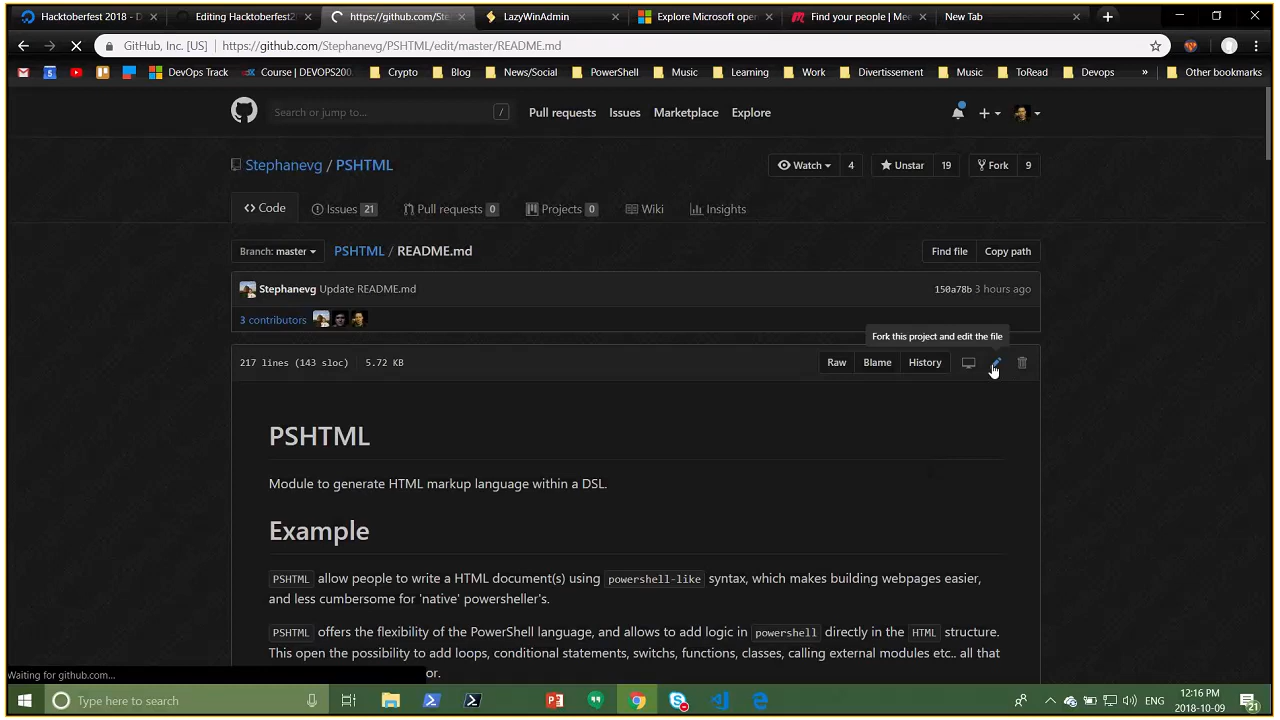 Hacktoberfest 2018 - D
Editing Hacktoberfest2
https://github.com/Ste
LazyWinAdmin
Explore Microsoft ope
Find your people | Mee
New Tab
GitHub, Inc. [US]
https://github.com/Stephanevg/PSHTML/edit/master/README.md
DevOps Track
Course | DEVOPS200
Crypto
Blog
News/Social
PowerShell
Music
Learning
Work
Divertissement
Music
ToRead
Devops
»
Other bookmarks
Search or jump to...
/
Pull requests
Issues
Marketplace
Explore
Stephanevg / PSHTML
Watch 4
Unstar 19
Fork 9
Code
Issues 21
Pull requests 0
Projects 0
Wiki
Insights
Branch: master
PSHTML / README.md
Find file
Copy path
Stephanevg Update README.md
150a78b 3 hours ago
3 contributors
Fork this project and edit the file
217 lines (143 sloc)
5.72 KB
Raw
Blame
History
PSHTML
Module to generate HTML markup language within a DSL.
Example
PSHTML allow people to write a HTML document(s) using powershell-like syntax, which makes building webpages easier,
and less cumbersome for 'native' powersheller's.
PSHTML offers the flexibility of the PowerShell language, and allows to add logic in powershell directly in the HTML structure.
This open the possibility to add loops, conditional statements, switchs, functions, classes, calling external modules etc.. all that
or.
Waiting for github.com...
Type here to search
ENG
12:16 PM
2018-10-09
21